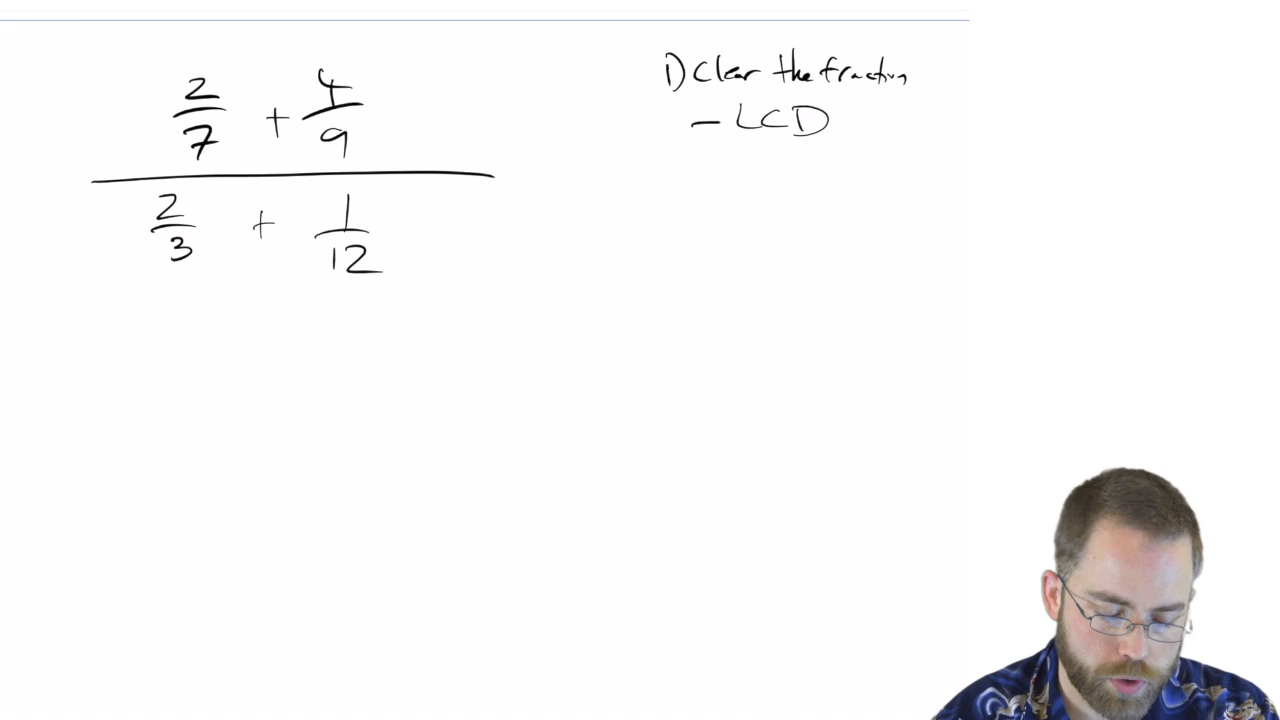 2/7 + 4/9
2/3 + 1/12
1) Clear the fraction
- LCD